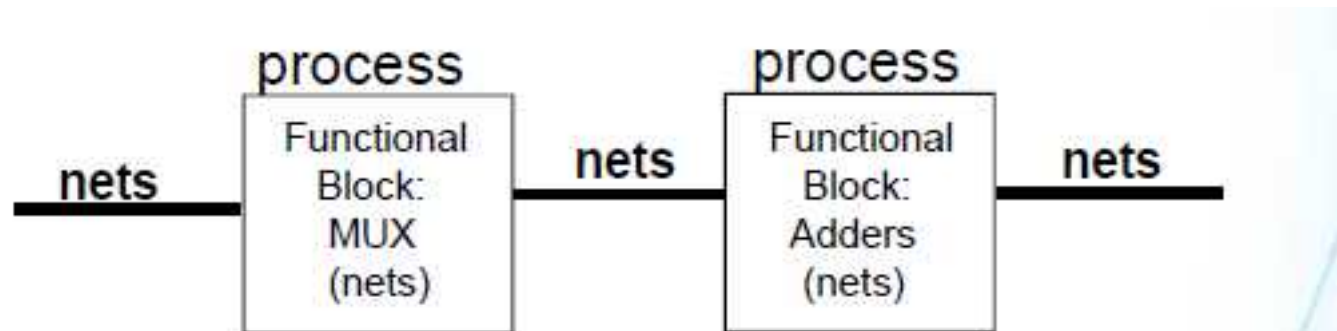 process
process
nets
Functional
Block:
MUX
(nets)
nets
Functional
Block:
Adders
(nets)
nets